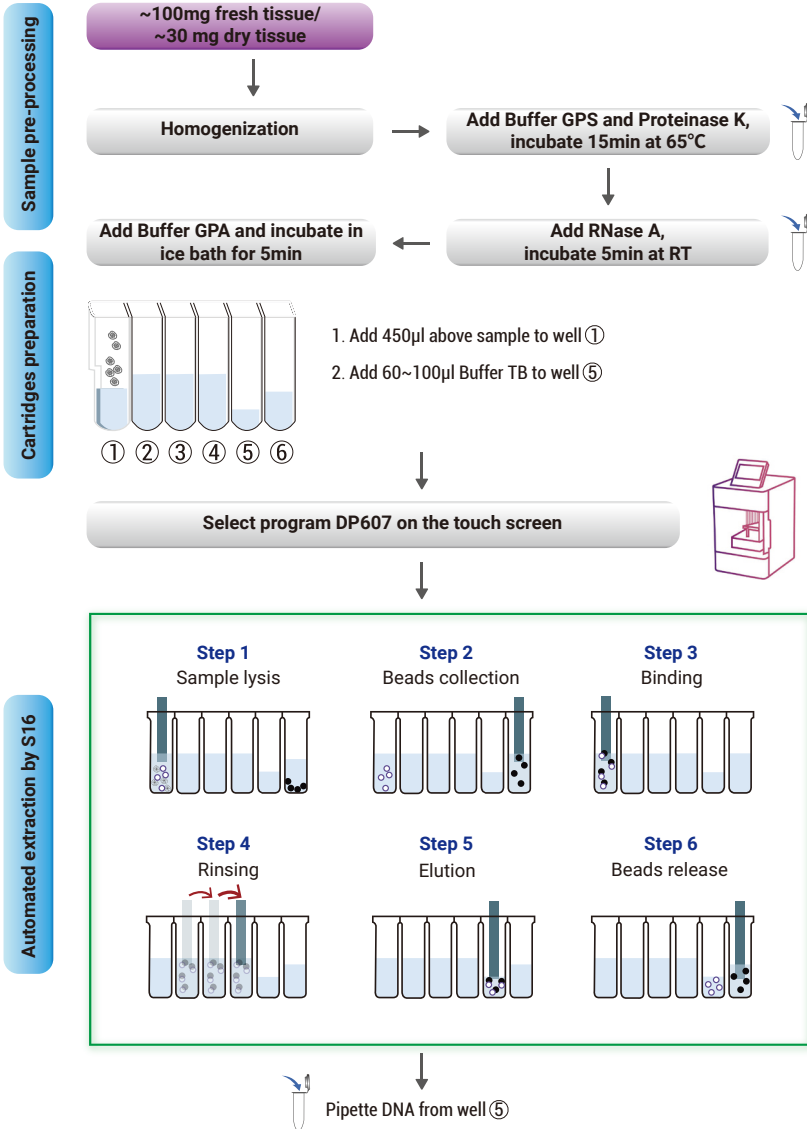 Sample pre-processing
~100mg fresh tissue/
~30 mg dry tissue
Homogenization
Add Buffer GPS and Proteinase K,
incubate 15min at 65℃
Add RNase A,
incubate 5min at RT
Add Buffer GPA and incubate in
ice bath for 5min
Cartridges preparation
① ② ③ ④ ⑤ ⑥
1. Add 450μl above sample to well ①
2. Add 60~100μl Buffer TB to well ⑤
Select program DP607 on the touch screen
Automated extraction by S16
Step 1
Sample lysis
Step 2
Beads collection
Step 3
Binding
Step 4
Rinsing
Step 5
Elution
Step 6
Beads release
Pipette DNA from well ⑤